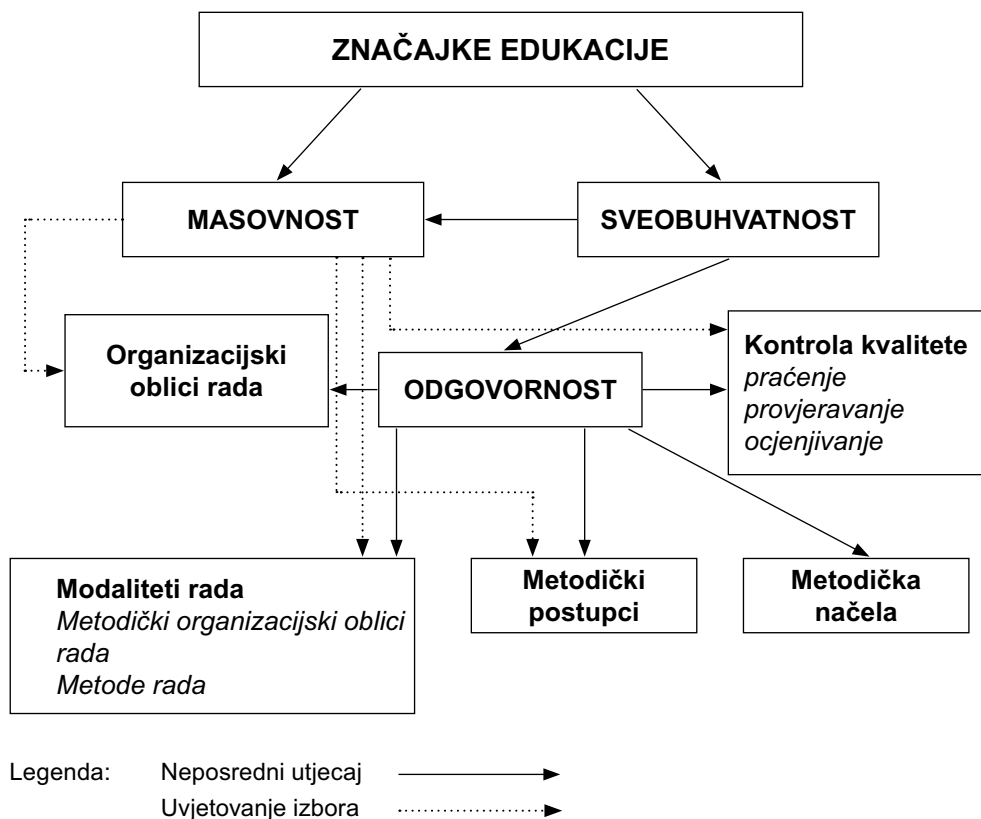 ZNAČAJKE EDUKACIJE
MASOVNOST
SVEOBUHVATNOST
Organizacijski
oblici rada
ODGOVORNOST
Kontrola kvalitete
praćenje
provjeravanje
ocjenjivanje
Modaliteti rada
Metodički organizacijski oblici
rada
Metode rada
Metodički
postupci
Metodička
načela
Legenda: Neposredni utjecaj
Uvjetovanje izbora